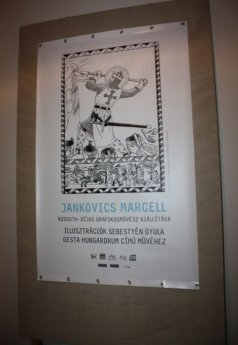 JANKOVICS MARCELL
KOSSUTH-DÍJAS GRAFIKUSMŰVÉSZ KIÁLLÍTÁSA
ILLUSZTRÁCIÓK SEBESTYÉN GYULA
GESTA HUNGARORUM CÍMŰ MŰVÉHEZ